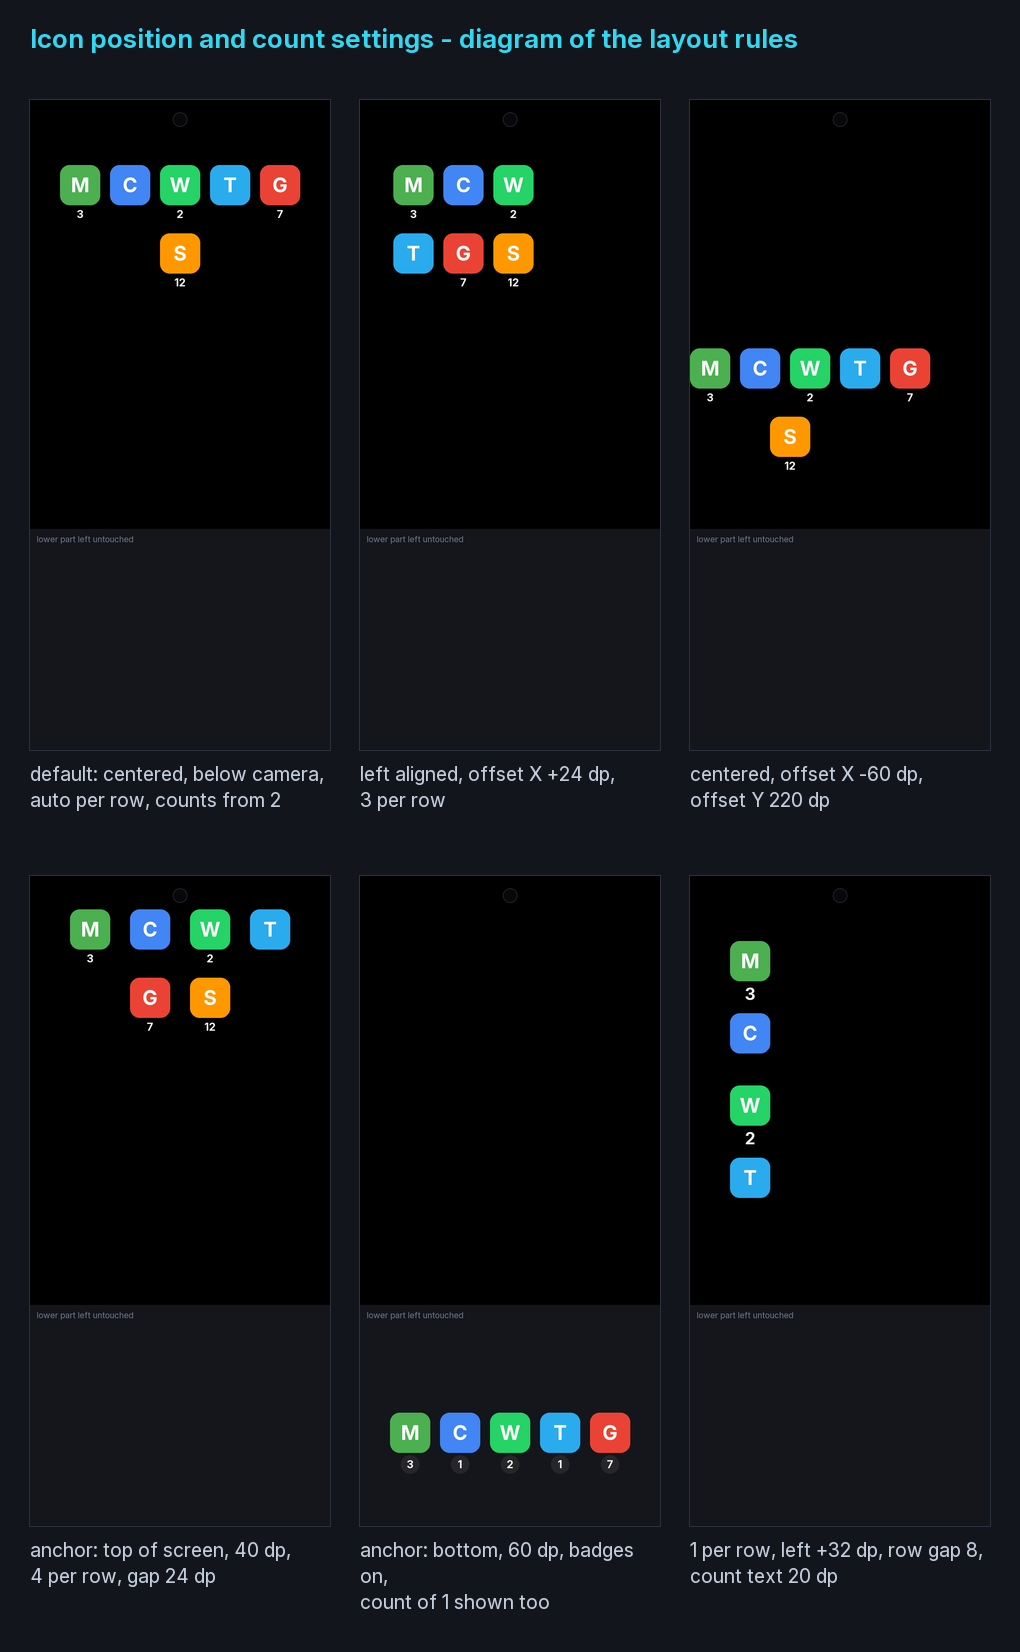 Icon position and count settings - diagram of the layout rules
M C W T G
3 2 7
S
12
lower part left untouched
default: centered, below camera,
auto per row, counts from 2
M C W
3 2
T G S
7 12
lower part left untouched
left aligned, offset X +24 dp,
3 per row
M C W T G
3 2 7
S
12
lower part left untouched
centered, offset X -60 dp,
offset Y 220 dp
M C W T
3 2
G S
7 12
lower part left untouched
anchor: top of screen, 40 dp,
4 per row, gap 24 dp
lower part left untouched
M C W T G
3 1 2 1 7
anchor: bottom, 60 dp, badges
on,
count of 1 shown too
M
3
C
W
2
T
lower part left untouched
1 per row, left +32 dp, row gap 8,
count text 20 dp